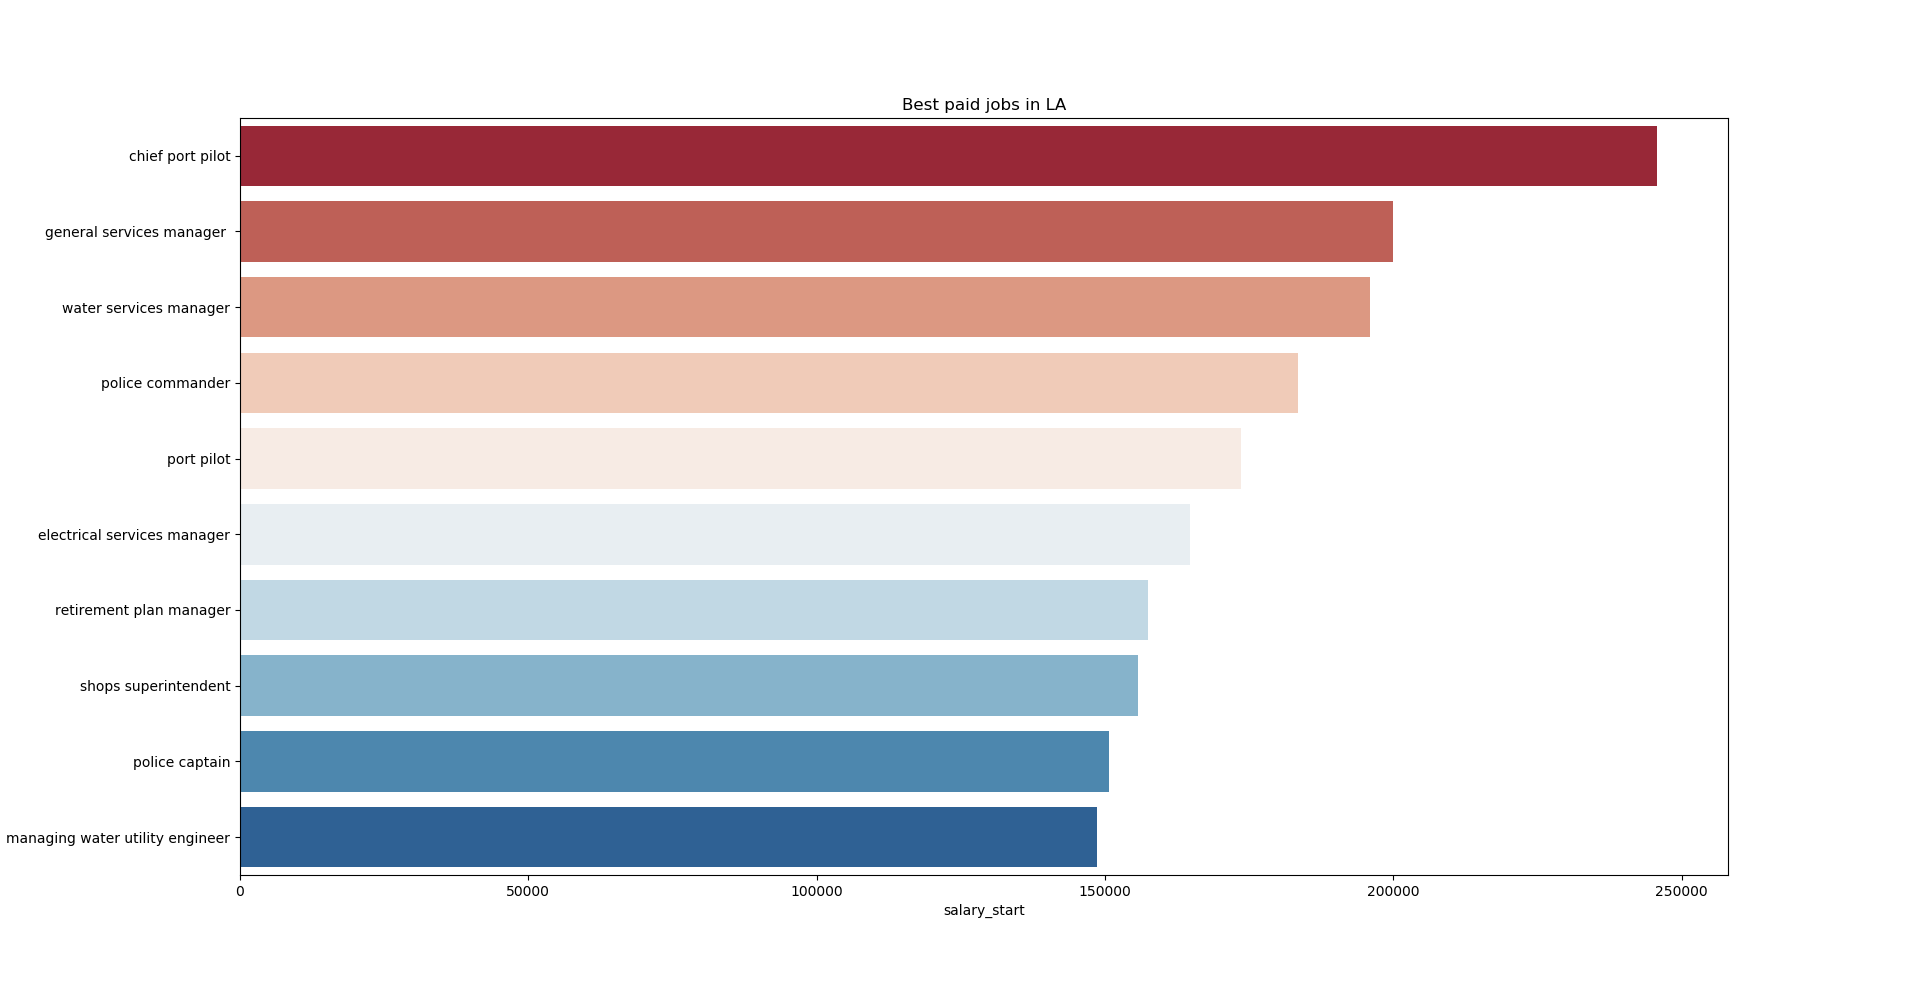 Best paid jobs in LA
chief port pilot
general services manager
water services manager
police commander
port pilot
electrical services manager
retirement plan manager
shops superintendent
police captain
managing water utility engineer
0 50000 100000 150000 200000 250000
salary_start